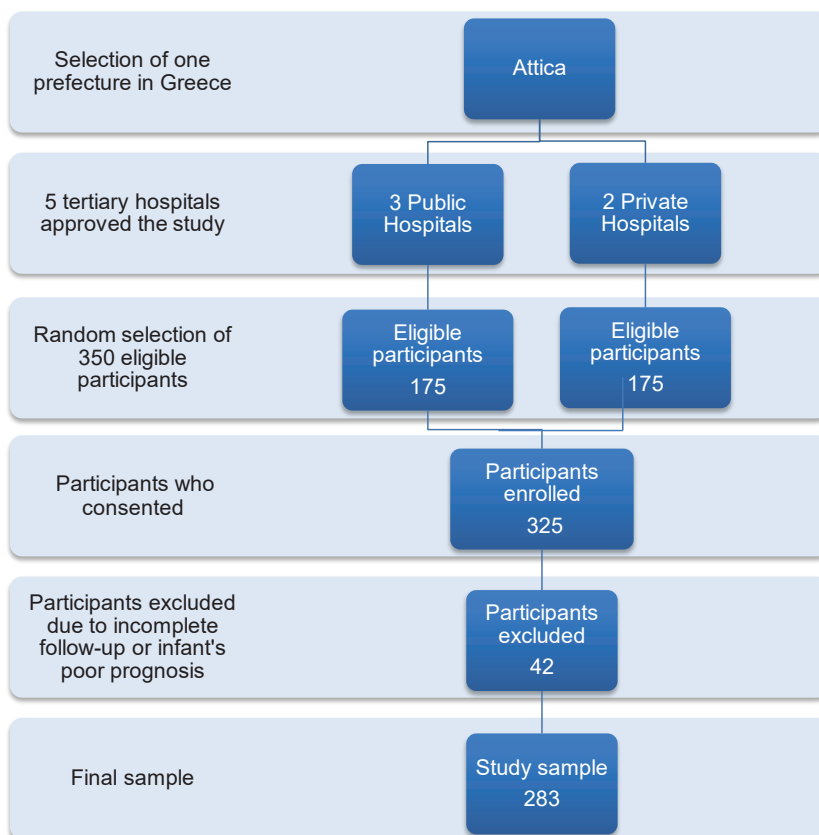 Selection of one
prefecture in Greece
Attica
5 tertiary hospitals
approved the study
3 Public
Hospitals
2 Private
Hospitals
Random selection of
350 eligible
participants
Eligible
participants
175
Eligible
participants
175
Participants who
consented
Participants
enrolled
325
Participants excluded
due to incomplete
follow-up or infant's
poor prognosis
Participants
excluded
42
Final sample
Study sample
283